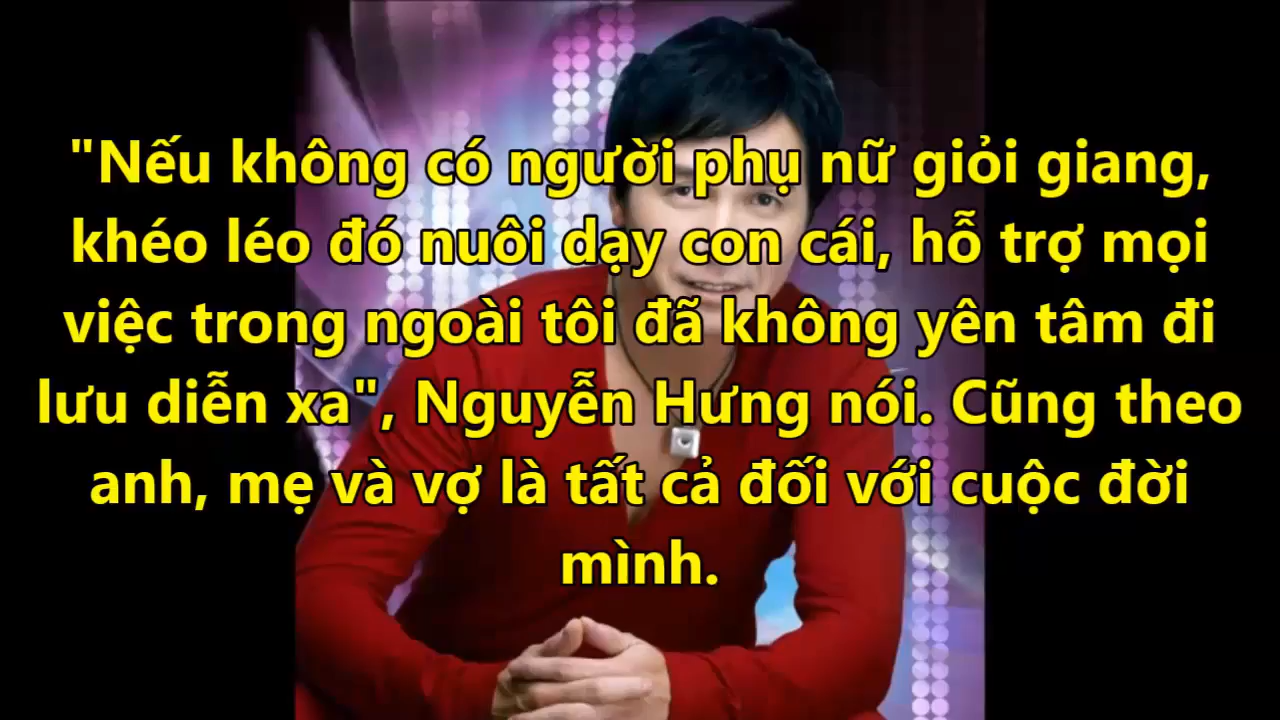 "Nếu không có người phụ nữ giỏi giang,
khéo léo đó nuôi dạy con cái, hỗ trợ mọi
việc trong ngoài tôi đã không yên tâm đi
lưu diễn xa", Nguyễn Hưng nói. Cũng theo
anh, mẹ và vợ là tất cả đối với cuộc đời
mình.